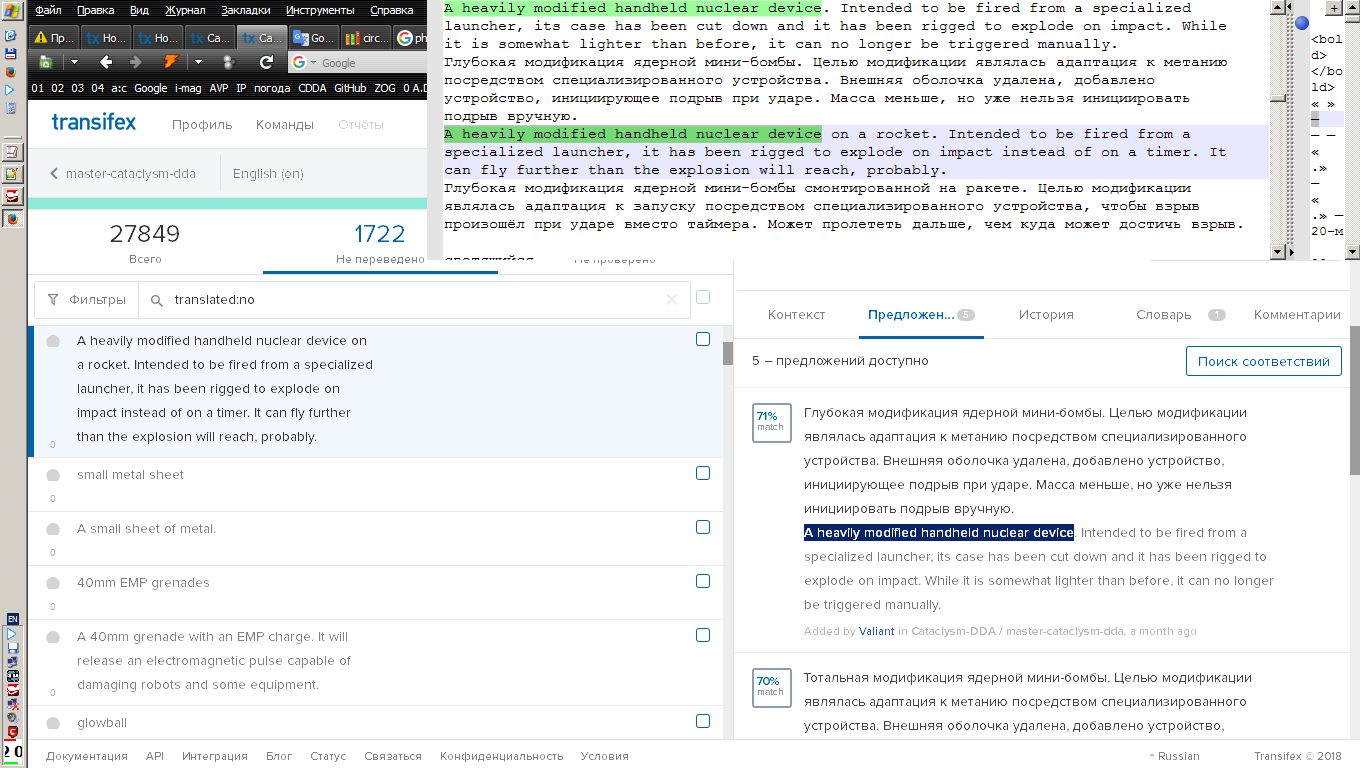 Файл Правка Вид Журнал Закладки Инструменты Справка
Пр... Но... Но... Са... Ca... Go... circ... ph
Google
01 02 03 04 a:c Google i-mag AVP IP погода CDDA GitHub ZOG 0 A.D
A heavily modified handheld nuclear device. Intended to be fired from a specialized
launcher, its case has been cut down and it has been rigged to explode on impact. While
it is somewhat lighter than before, it can no longer be triggered manually.
Глубокая модификация ядерной мини-бомбы. Целью модификации являлась адаптация к метанию
посредством специализированного устройства. Внешняя оболочка удалена, добавлено
устройство, инициирующее подрыв при ударе. Масса меньше, но уже нельзя инициировать
подрыв вручную.
A heavily modified handheld nuclear device on a rocket. Intended to be fired from a
specialized launcher, it has been rigged to explode on impact instead of on a timer. It
can fly further than the explosion will reach, probably.
Глубокая модификация ядерной мини-бомбы смонтированной на ракете. Целью модификации
являлась адаптация к запуску посредством специализированного устройства, чтобы взрыв
произошёл при ударе вместо таймера. Может пролететь дальше, чем куда может достичь взрыв.
+
<bol
d>
</bo
ld>
« »
—
— —
«
.»
—
«
.» —
20-м
transifex Профиль Команды Отчёты
master-cataclysm-dda English (en)
27849 1722
Всего Не переведено Не проверено
Фильтры translated:no
A heavily modified handheld nuclear device on
a rocket. Intended to be fired from a specialized
launcher, it has been rigged to explode on
impact instead of on a timer. It can fly further
than the explosion will reach, probably.
0
small metal sheet
0
A small sheet of metal.
0
40mm EMP grenades
0
A 40mm grenade with an EMP charge. It will
release an electromagnetic pulse capable of
damaging robots and some equipment.
0
glowball
Контекст Предложен... 5 История Словарь 1 Комментарии
5 – предложений доступно Поиск соответствий
71%
match
Глубокая модификация ядерной мини-бомбы. Целью модификации
являлась адаптация к метанию посредством специализированного
устройства. Внешняя оболочка удалена, добавлено устройство,
инициирующее подрыв при ударе. Масса меньше, но уже нельзя
инициировать подрыв вручную.
A heavily modified handheld nuclear device. Intended to be fired from a
specialized launcher, its case has been cut down and it has been rigged to
explode on impact. While it is somewhat lighter than before, it can no longer
be triggered manually.
Added by Valiant in Cataclysm-DDA / master-cataclysm-dda, a month ago
70%
match
Тотальная модификация ядерной мини-бомбы. Целью модификации
являлась адаптация к метанию посредством специализированного
устройства. Внешняя оболочка удалена, добавлено устройство,
EN
20
Документация API Интеграция Блог Статус Связаться Конфиденциальность Условия
^ Russian Transifex © 2018